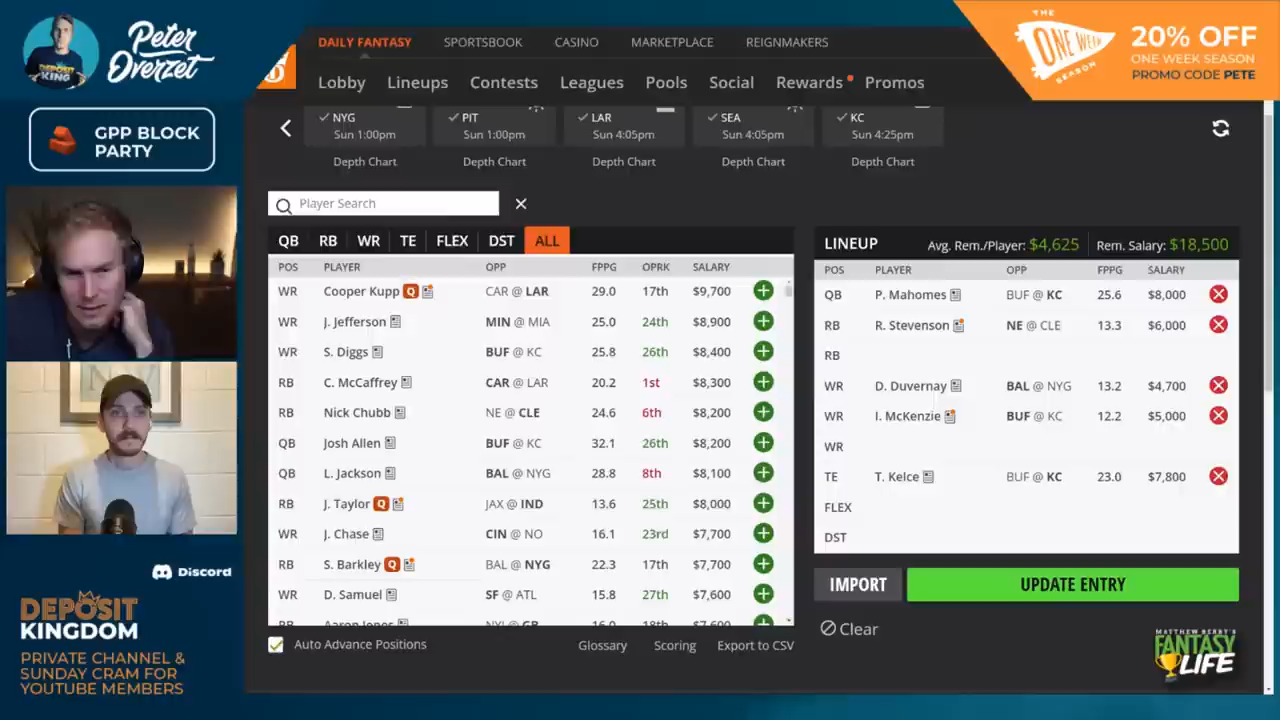 Peter
Overzet
DEPOSIT
KING
GPP BLOCK
PARTY
Discord
DEPOSIT
KINGDOM
PRIVATE CHANNEL &
SUNDAY CRAM FOR
YOUTUBE MEMBERS
THE
ONE WEEK
SEASON
20% OFF
ONE WEEK SEASON
PROMO CODE PETE
DAILY FANTASY SPORTSBOOK CASINO MARKETPLACE REIGNMAKERS
Lobby Lineups Contests Leagues Pools Social Rewards Promos
NYG PIT LAR SEA KC
Sun 1:00pm Sun 1:00pm Sun 4:05pm Sun 4:05pm Sun 4:25pm
Depth Chart Depth Chart Depth Chart Depth Chart Depth Chart
Player Search
QB RB WR TE FLEX DST ALL
POS PLAYER OPP FPPG OPRK SALARY
WR Cooper Kupp Q CAR @ LAR 29.0 17th $9,700
WR J. Jefferson MIN @ MIA 25.0 24th $8,900
WR S. Diggs BUF @ KC 25.8 26th $8,400
RB C. McCaffrey CAR @ LAR 20.2 1st $8,300
RB Nick Chubb NE @ CLE 24.6 6th $8,200
QB Josh Allen BUF @ KC 32.1 26th $8,200
QB L. Jackson BAL @ NYG 28.8 8th $8,100
RB J. Taylor Q JAX @ IND 13.6 25th $8,000
WR J. Chase CIN @ NO 16.1 23rd $7,700
RB S. Barkley Q BAL @ NYG 22.3 17th $7,700
WR D. Samuel SF @ ATL 15.8 27th $7,600
RB Aaron Jones NYJ @ GB 16.0 18th $7,600
Auto Advance Positions Glossary Scoring Export to CSV
LINEUP Avg. Rem./Player: $4,625 Rem. Salary: $18,500
POS PLAYER OPP FPPG SALARY
QB P. Mahomes BUF @ KC 25.6 $8,000
RB R. Stevenson NE @ CLE 13.3 $6,000
RB
WR D. Duvernay BAL @ NYG 13.2 $4,700
WR I. McKenzie BUF @ KC 12.2 $5,000
WR
TE T. Kelce BUF @ KC 23.0 $7,800
FLEX
DST
IMPORT UPDATE ENTRY
Clear
MATTHEW BERRY'S
FANTASY
LIFE